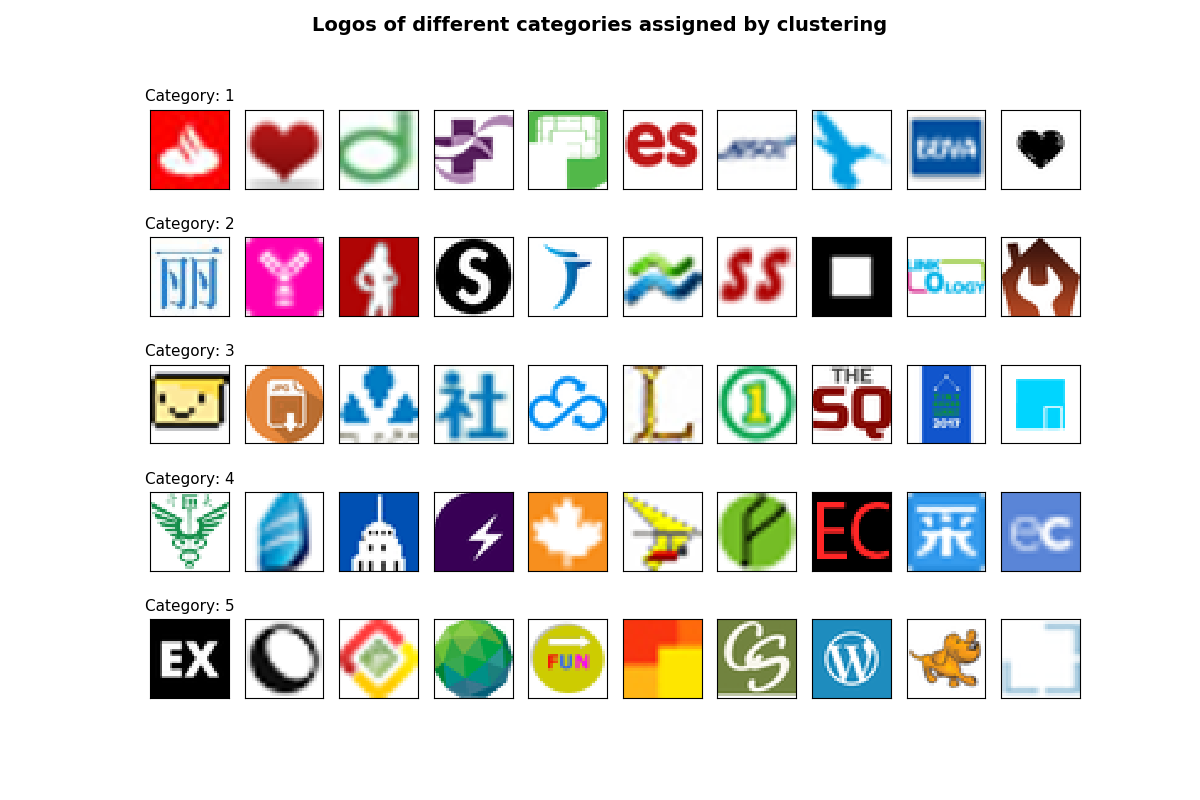 Logos of different categories assigned by clustering
Category: 1
d
es
BBVA
Category: 2
丽
Y
S
SS
LINK
OLOGY
Category: 3
JPG
社
L
1
THE
SQ
2017
Category: 4
EC
采
ec
Category: 5
EX
FUN
CS
W